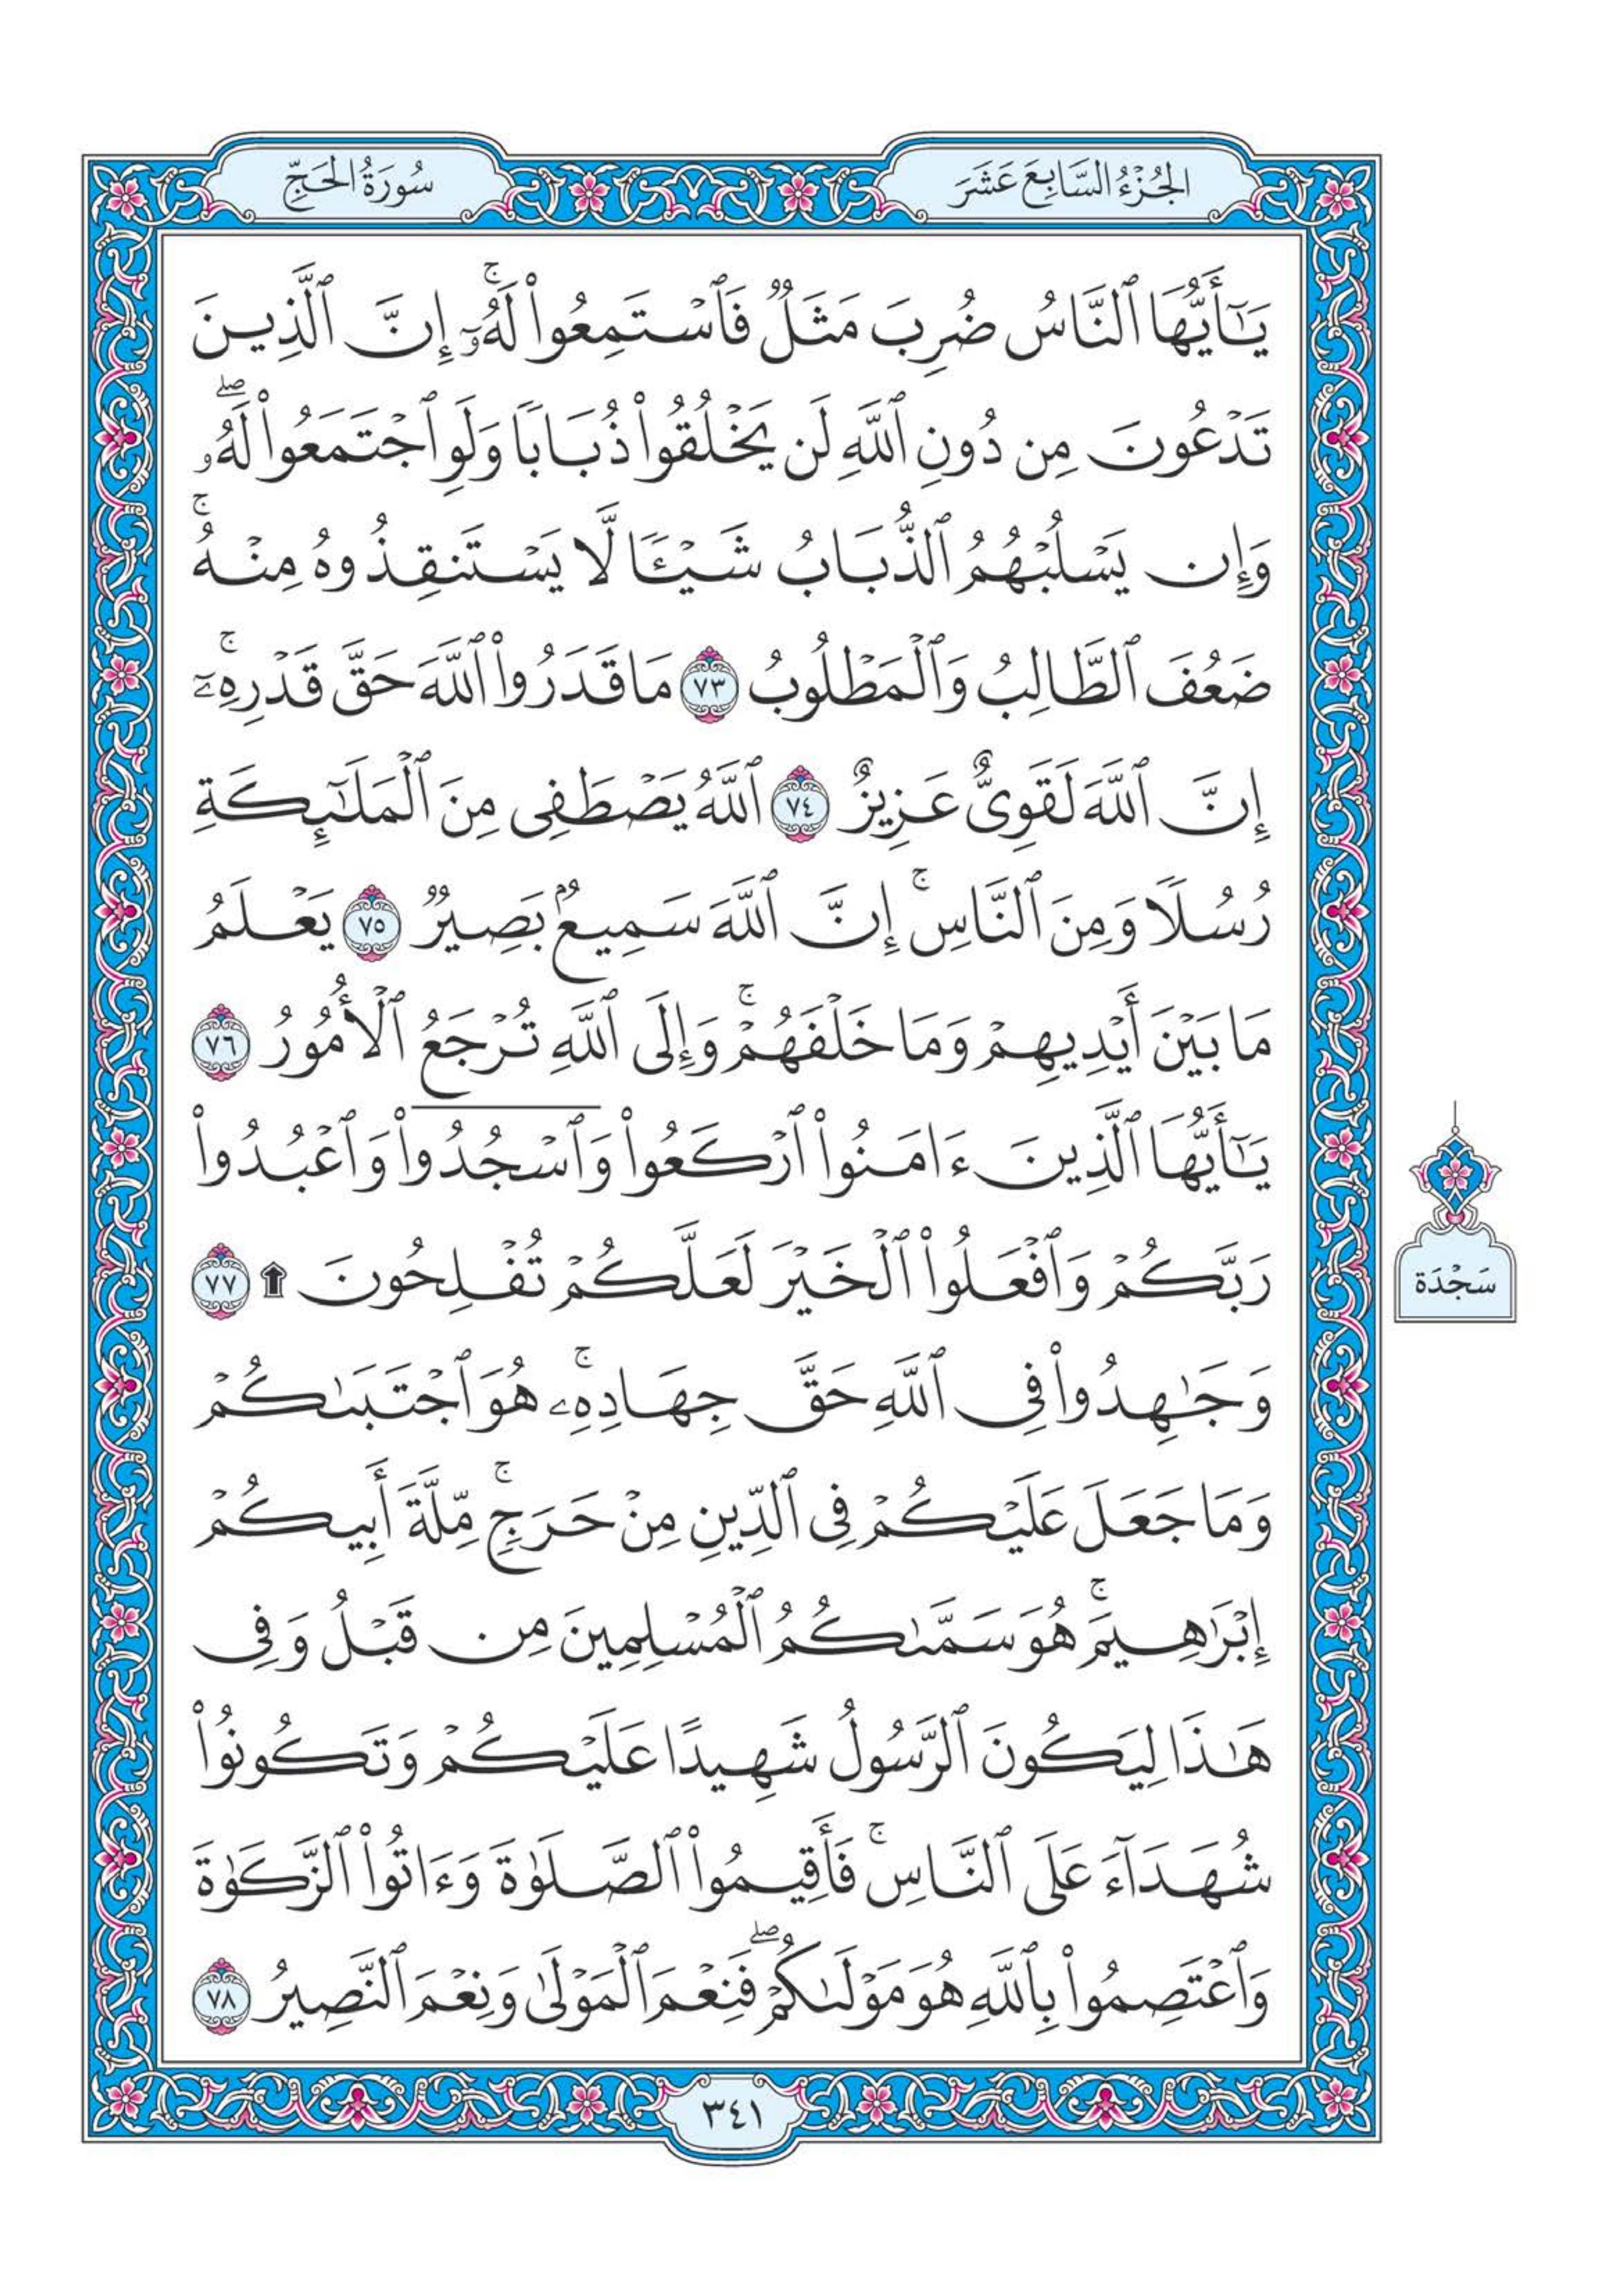 الجُزْءُ السَّابِعَ عَشَرَ
سُورَةُ الحَجِّ
يَـٰٓأَيُّهَا ٱلنَّاسُ ضُرِبَ مَثَلٌ فَٱسْتَمِعُوا۟ لَهُۥٓ ۚ إِنَّ ٱلَّذِينَ
تَدْعُونَ مِن دُونِ ٱللَّهِ لَن يَخْلُقُوا۟ ذُبَابًا وَلَوِ ٱجْتَمَعُوا۟ لَهُۥ ۖ
وَإِن يَسْلُبْهُمُ ٱلذُّبَابُ شَيْـًٔا لَّا يَسْتَنقِذُوهُ مِنْهُ ۚ
ضَعُفَ ٱلطَّالِبُ وَٱلْمَطْلُوبُ ٧٣ مَا قَدَرُوا۟ ٱللَّهَ حَقَّ قَدْرِهِۦٓ ۚ
إِنَّ ٱللَّهَ لَقَوِىٌّ عَزِيزٌ ٧٤ ٱللَّهُ يَصْطَفِى مِنَ ٱلْمَلَـٰٓئِكَةِ
رُسُلًا وَمِنَ ٱلنَّاسِ ۚ إِنَّ ٱللَّهَ سَمِيعٌۢ بَصِيرٌ ٧٥ يَعْلَمُ
مَا بَيْنَ أَيْدِيهِمْ وَمَا خَلْفَهُمْ ۚ وَإِلَى ٱللَّهِ تُرْجَعُ ٱلْأُمُورُ ٧٦
يَـٰٓأَيُّهَا ٱلَّذِينَ ءَامَنُوا۟ ٱرْكَعُوا۟ وَٱسْجُدُوا۟ وَٱعْبُدُوا۟
رَبَّكُمْ وَٱفْعَلُوا۟ ٱلْخَيْرَ لَعَلَّكُمْ تُفْلِحُونَ ۩ ٧٧
سَجْدَة
وَجَـٰهِدُوا۟ فِى ٱللَّهِ حَقَّ جِهَادِهِۦ ۚ هُوَ ٱجْتَبَىٰكُمْ
وَمَا جَعَلَ عَلَيْكُمْ فِى ٱلدِّينِ مِنْ حَرَجٍ ۚ مِّلَّةَ أَبِيكُمْ
إِبْرَٰهِيمَ ۚ هُوَ سَمَّىٰكُمُ ٱلْمُسْلِمِينَ مِن قَبْلُ وَفِى
هَـٰذَا لِيَكُونَ ٱلرَّسُولُ شَهِيدًا عَلَيْكُمْ وَتَكُونُوا۟
شُهَدَآءَ عَلَى ٱلنَّاسِ ۚ فَأَقِيمُوا۟ ٱلصَّلَوٰةَ وَءَاتُوا۟ ٱلزَّكَوٰةَ
وَٱعْتَصِمُوا۟ بِٱللَّهِ هُوَ مَوْلَىٰكُمْ ۖ فَنِعْمَ ٱلْمَوْلَىٰ وَنِعْمَ ٱلنَّصِيرُ ٧٨
٣٤١